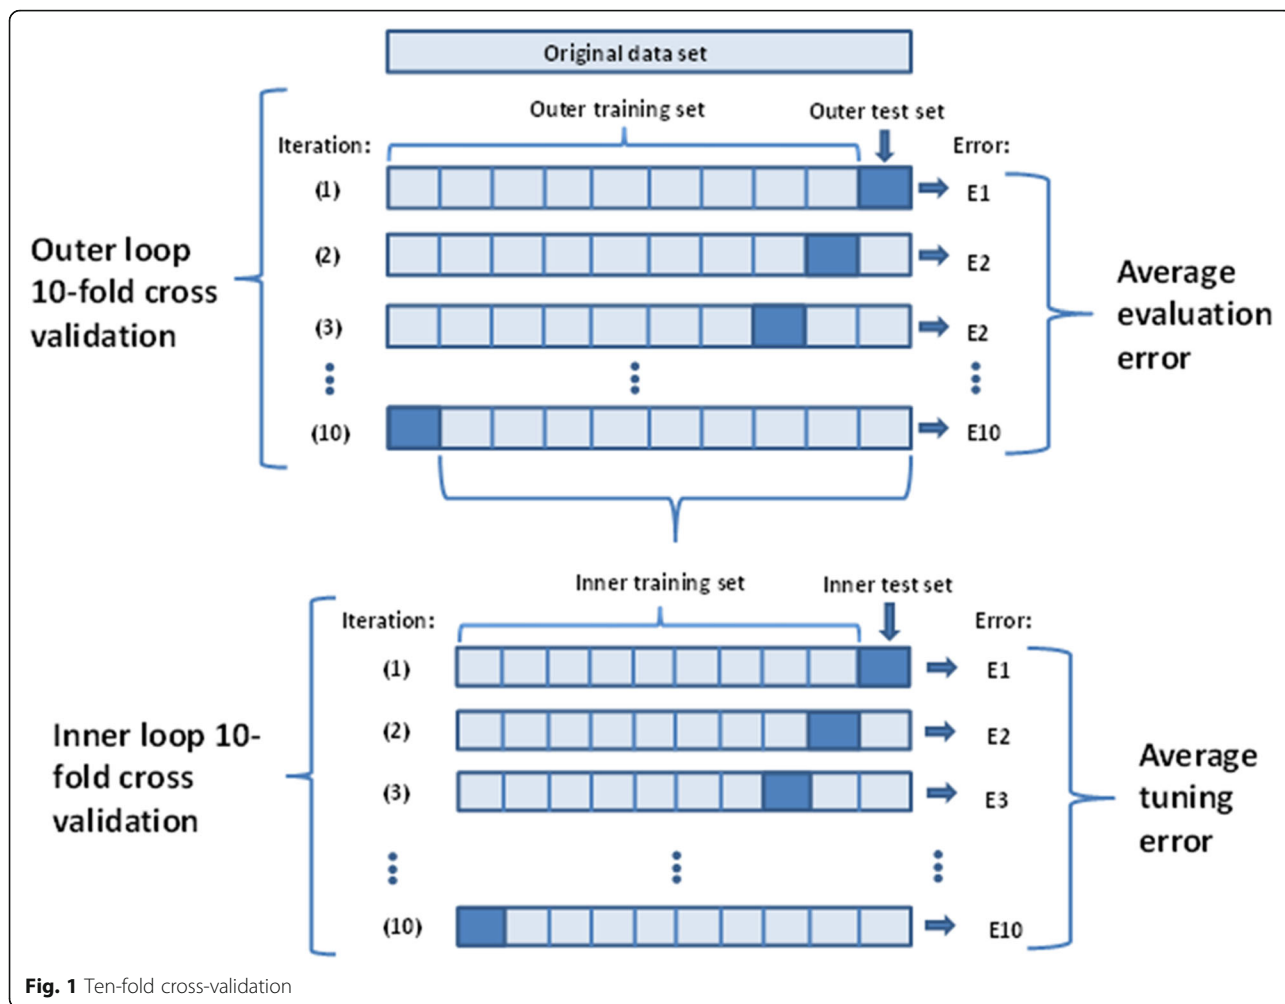 Original data set
Outer training set
Outer test set
Iteration:
Error:
(1)
E1
(2)
E2
(3)
E2
(10)
E10
Outer loop
10-fold cross
validation
Average
evaluation
error
Inner training set
Inner test set
Iteration:
Error:
(1)
E1
(2)
E2
(3)
E3
(10)
E10
Inner loop 10-
fold cross
validation
Average
tuning
error
Fig. 1 Ten-fold cross-validation